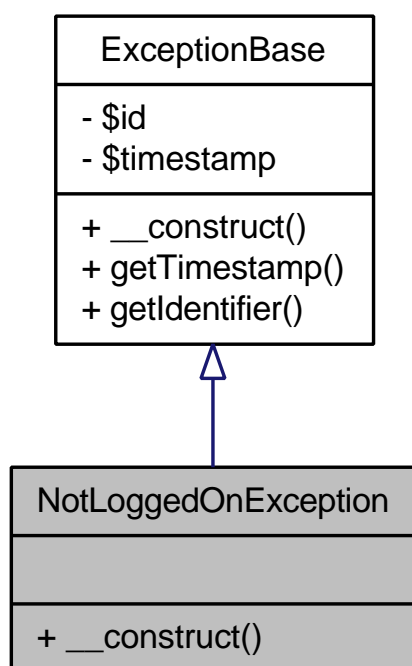 ExceptionBase
- $id
- $timestamp
+ __construct()
+ getTimestamp()
+ getIdentifier()
NotLoggedOnException
+ __construct()